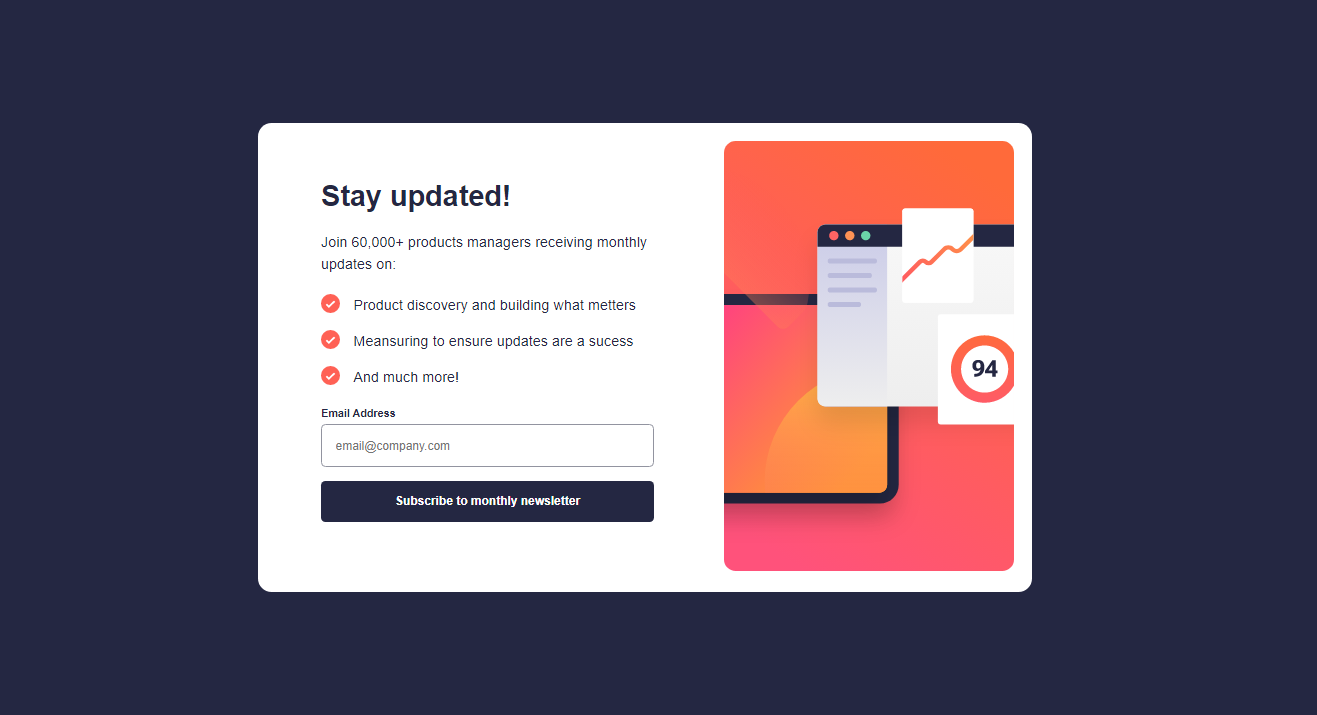 Stay updated!
Join 60,000+ products managers receiving monthly
updates on:
Product discovery and building what metters
Meansuring to ensure updates are a sucess
And much more!
Email Address
email@company.com
Subscribe to monthly newsletter
94